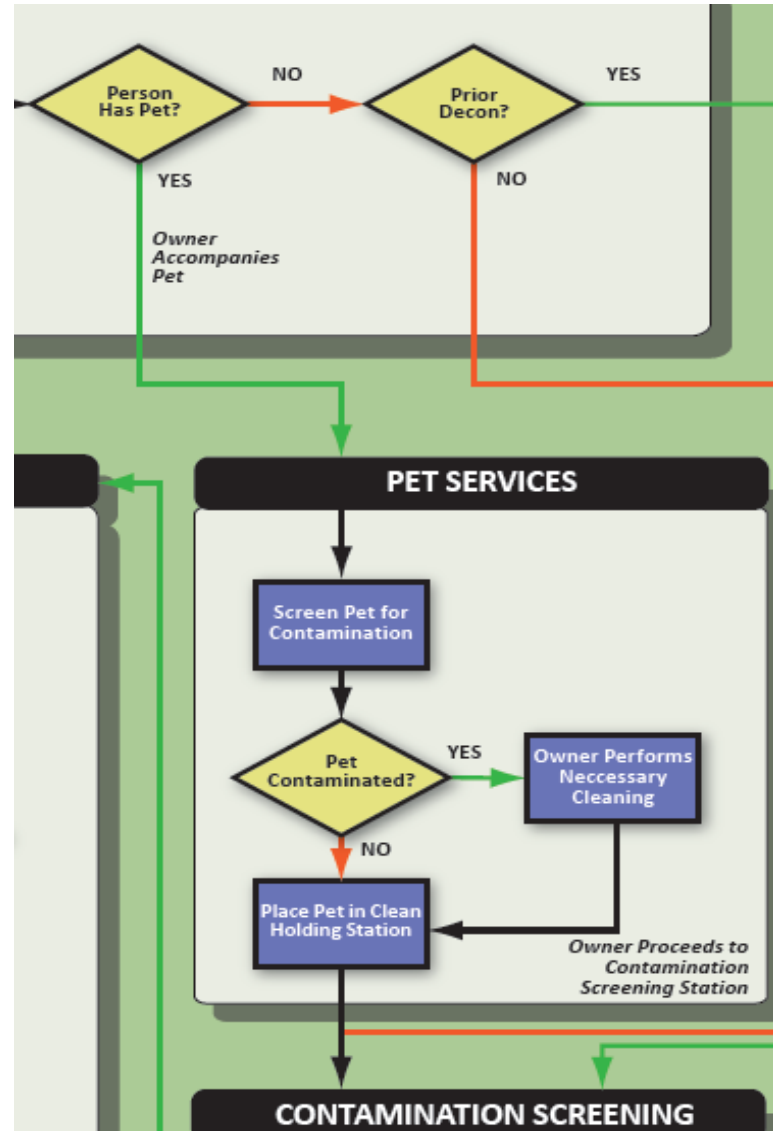 Person
Has Pet?
NO
Prior
Decon?
YES
YES
NO
Owner
Accompanies
Pet
PET SERVICES
Screen Pet for
Contamination
Pet
Contaminated?
YES
Owner Performs
Neccessary
Cleaning
NO
Place Pet in Clean
Holding Station
Owner Proceeds to
Contamination
Screening Station
CONTAMINATION SCREENING